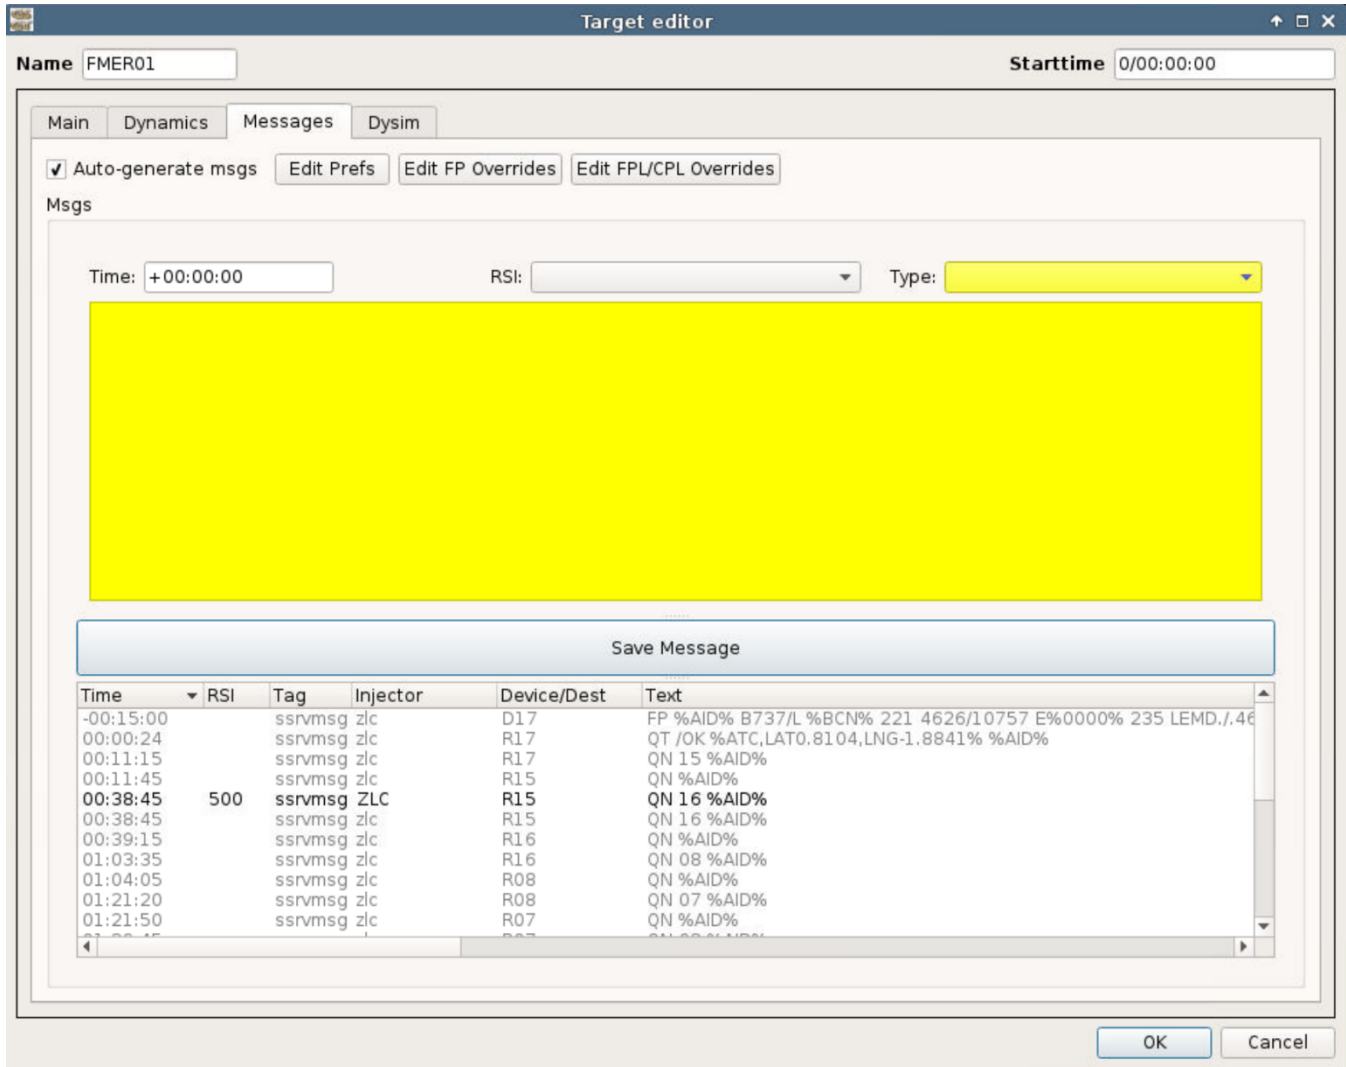 Target editor
Name FMER01 Starttime 0/00:00:00
Main Dynamics Messages Dysim
Auto-generate msgs Edit Prefs Edit FP Overrides Edit FPL/CPL Overrides
Msgs
Time: +00:00:00 RSI: Type:
Save Message
Time RSI Tag Injector Device/Dest Text
-00:15:00 ssrvmsg zlc D17 FP %AID% B737/L %BCN% 221 4626/10757 E%0000% 235 LEMD./.46
00:00:24 ssrvmsg zlc R17 QT /OK %ATC,LAT0.8104,LNG-1.8841% %AID%
00:11:15 ssrvmsg zlc R17 QN 15 %AID%
00:11:45 ssrvmsg zlc R15 QN %AID%
00:38:45 500 ssrvmsg ZLC R15 QN 16 %AID%
00:38:45 ssrvmsg zlc R15 QN 16 %AID%
00:39:15 ssrvmsg zlc R16 QN %AID%
01:03:35 ssrvmsg zlc R16 QN 08 %AID%
01:04:05 ssrvmsg zlc R08 QN %AID%
01:21:20 ssrvmsg zlc R08 QN 07 %AID%
01:21:50 ssrvmsg zlc R07 QN %AID%
OK Cancel